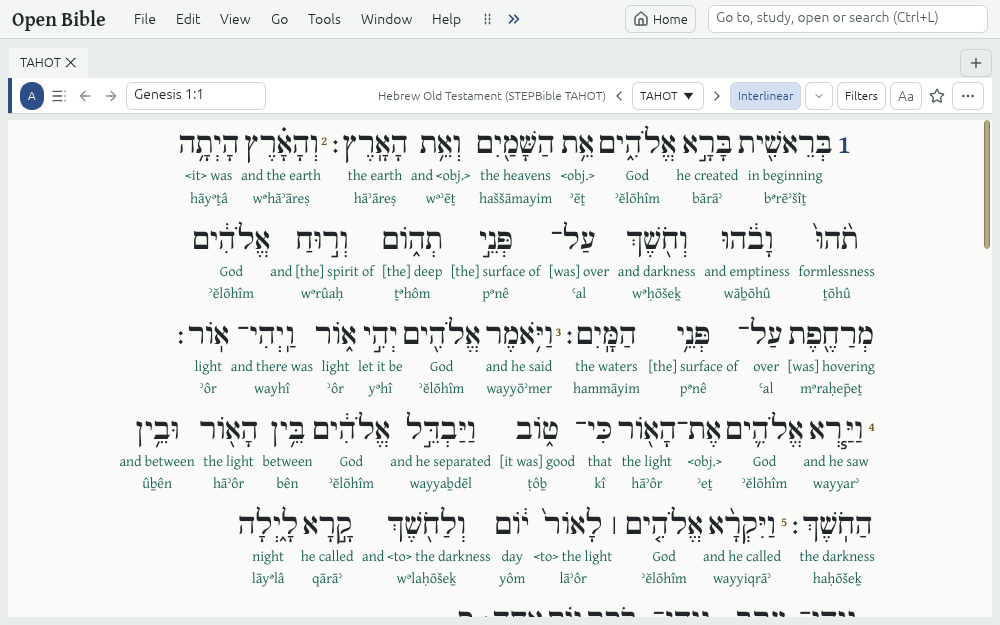 Open Bible File Edit View Go Tools Window Help » Home Go to, study, open or search (Ctrl+L)
TAHOT
A Genesis 1:1 Hebrew Old Testament (STEPBible TAHOT) TAHOT Interlinear Filters Aa
1 בְּרֵאשִׁ֖ית בָּרָ֣א אֱלֹהִ֑ים אֵ֥ת הַשָּׁמַ֖יִם וְאֵ֥ת הָאָֽרֶץ׃ 2 וְהָאָ֗רֶץ הָיְתָ֥ה
<it> was and the earth the earth and <obj.> the heavens <obj.> God he created in beginning
hāyᵊṯâ wᵊhāʾāreṣ hāʾāreṣ wᵊʾēṯ haššāmayim ʾēṯ ʾĕlōhîm bārāʾ bᵊrēʾšîṯ
תֹ֙הוּ֙ וָבֹ֔הוּ וְחֹ֖שֶׁךְ עַל־ פְּנֵ֣י תְה֑וֹם וְר֣וּחַ אֱלֹהִ֔ים
God and [the] spirit of [the] deep [the] surface of [was] over and darkness and emptiness formlessness
ʾĕlōhîm wᵊrûaḥ ṯᵊhôm pᵊnê ʿal wᵊḥōšeḵ wāḇōhû ṯōhû
מְרַחֶ֖פֶת עַל־ פְּנֵ֥י הַמָּֽיִם׃ 3 וַיֹּ֥אמֶר אֱלֹהִ֖ים יְהִ֣י א֑וֹר וַֽיְהִי־ אֽוֹר׃
light and there was light let it be God and he said the waters [the] surface of over [was] hovering
ʾôr wayhî ʾôr yᵊhî ʾĕlōhîm wayyōʾmer hammāyim pᵊnê ʿal mᵊraḥep̄eṯ
4 וַיַּ֧רְא אֱלֹהִ֛ים אֶת־הָא֖וֹר כִּי־ ט֑וֹב וַיַּבְדֵּ֣ל אֱלֹהִ֔ים בֵּ֥ין הָא֖וֹר וּבֵ֥ין
and between the light between God and he separated [it was] good that the light <obj.> God and he saw
ûḇên hāʾôr bên ʾĕlōhîm wayyaḇdēl ṭôḇ kî hāʾôr ʾeṯ ʾĕlōhîm wayyarʾ
הַחֹֽשֶׁךְ׃ 5 וַיִּקְרָ֨א אֱלֹהִ֤ים ׀ לָאוֹר֙ י֔וֹם וְלַחֹ֖שֶׁךְ קָ֣רָא לָ֑יְלָה
night he called and <to> the darkness day <to> the light God and he called the darkness
lāyᵊlâ qārāʾ wᵊlaḥōšeḵ yôm lāʾôr ʾĕlōhîm wayyiqrāʾ haḥōšeḵ